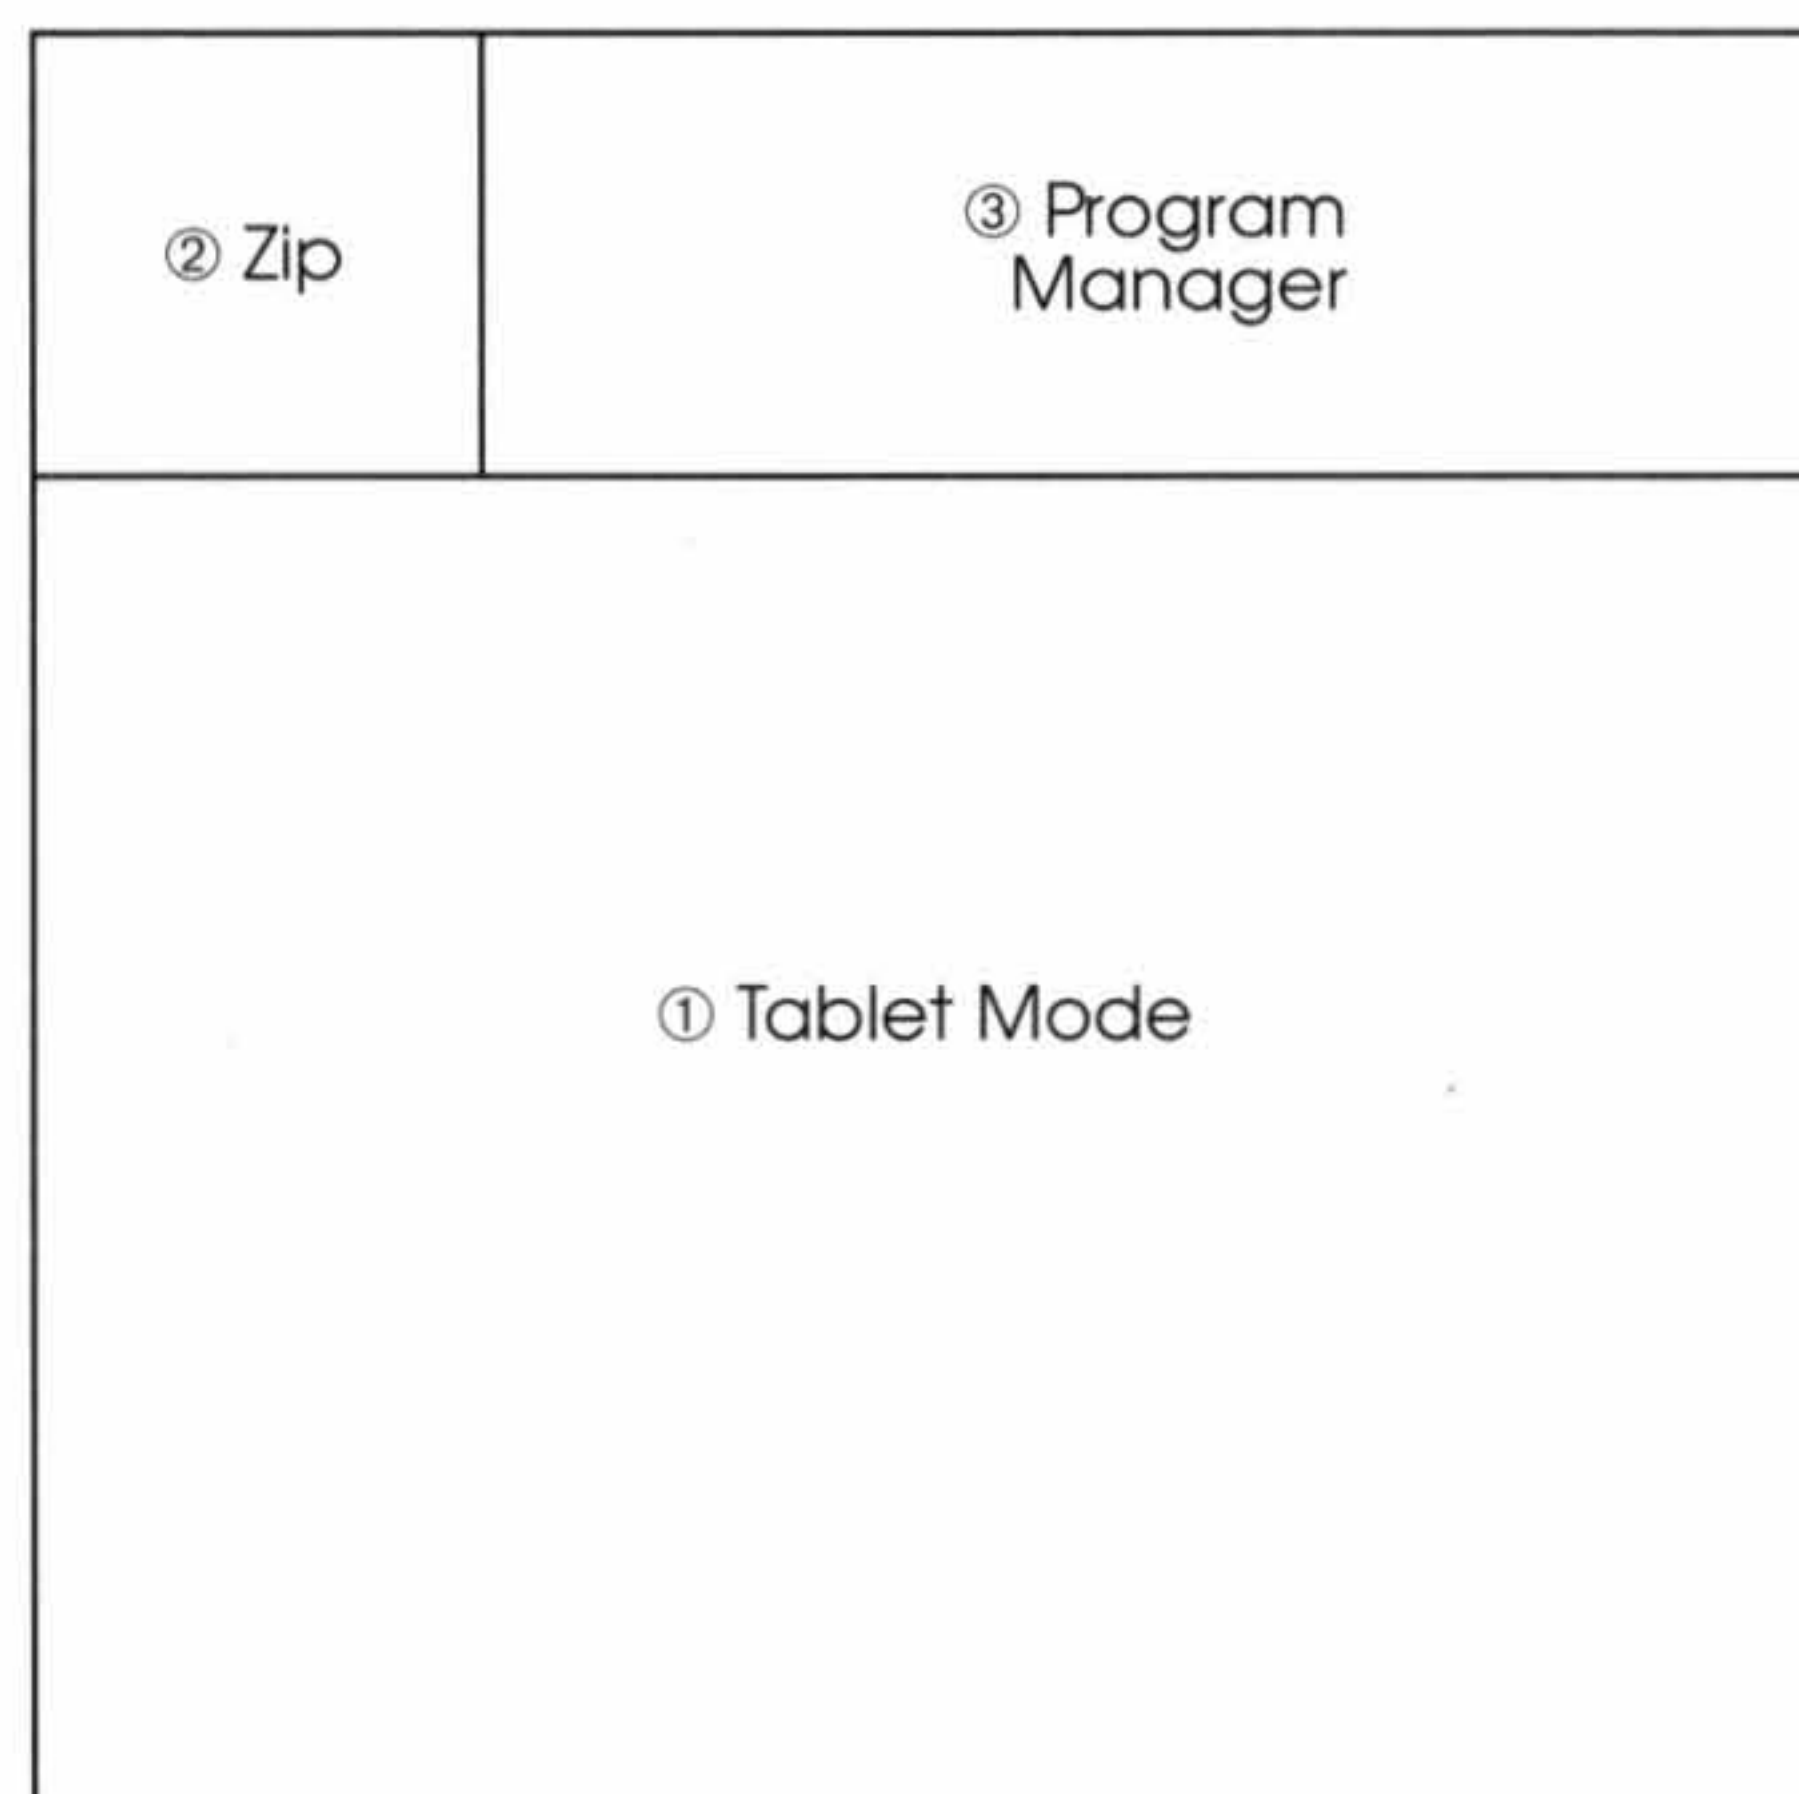 ② Zip
③ Program
Manager
① Tablet Mode